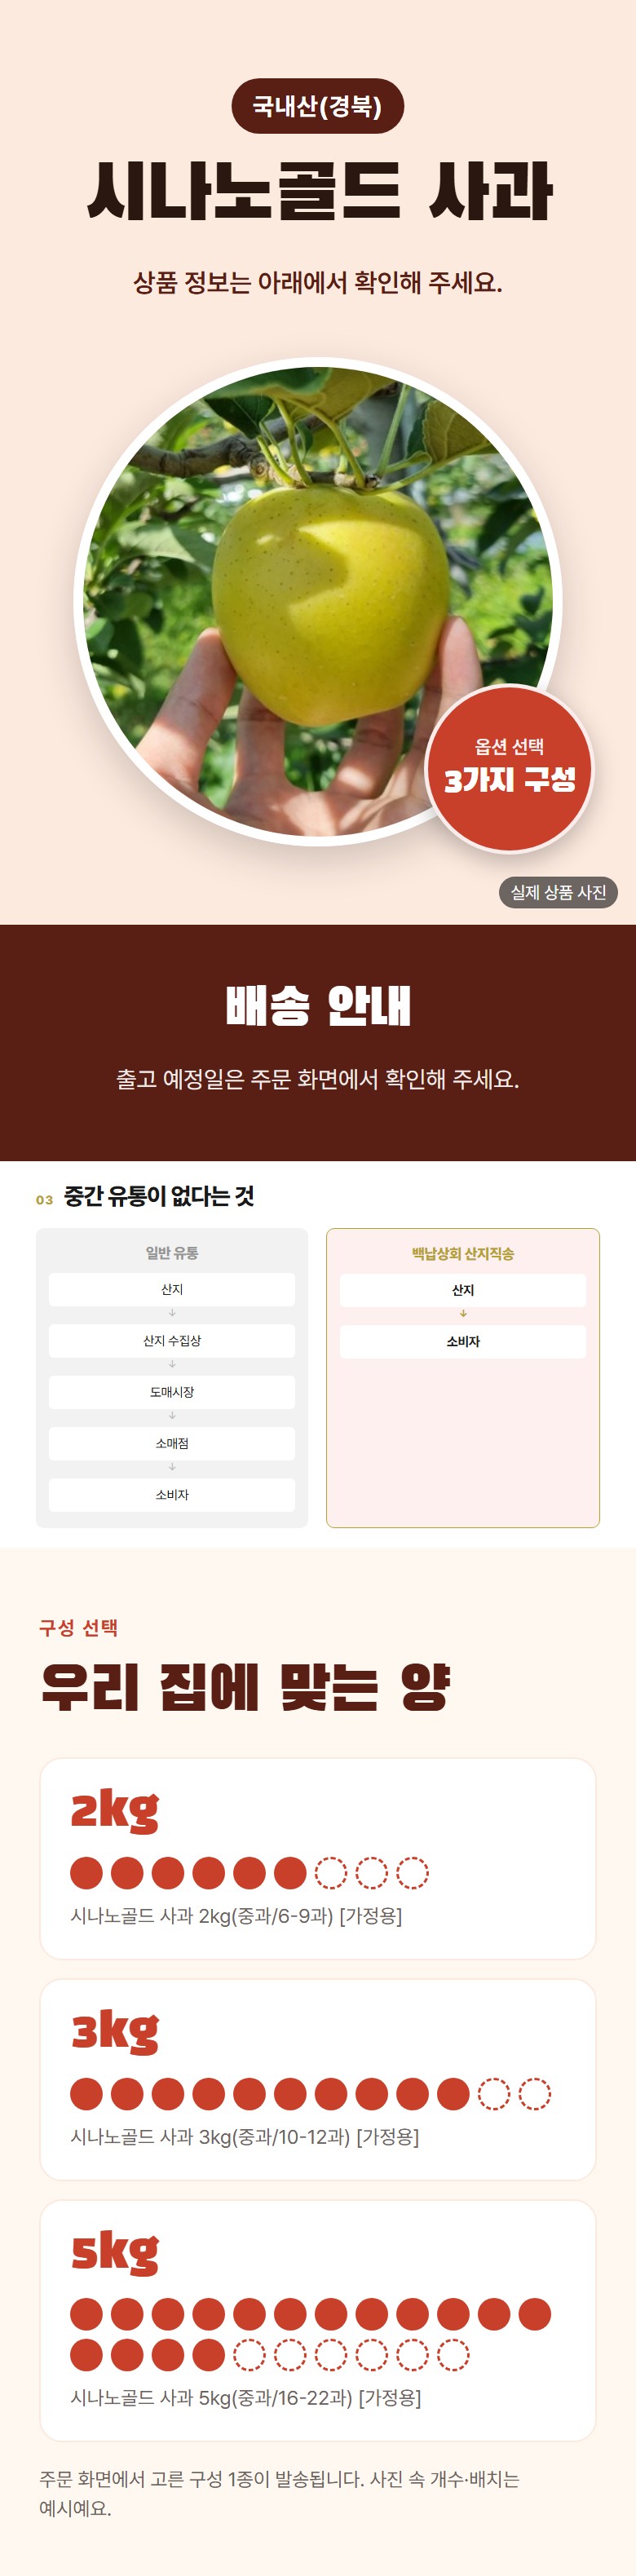 국내산(경북)
시나노골드 사과
상품 정보는 아래에서 확인해 주세요.
옵션 선택
3가지 구성
실제 상품 사진
배송 안내
출고 예정일은 주문 화면에서 확인해 주세요.
03 중간 유통이 없다는 것
일반 유통
산지
↓
산지 수집상
↓
도매시장
↓
소매점
↓
소비자
백납상회 산지직송
산지
↓
소비자
구성 선택
우리 집에 맞는 양
2kg
시나노골드 사과 2kg(중과/6-9과) [가정용]
3kg
시나노골드 사과 3kg(중과/10-12과) [가정용]
5kg
시나노골드 사과 5kg(중과/16-22과) [가정용]
주문 화면에서 고른 구성 1종이 발송됩니다. 사진 속 개수·배치는
예시예요.